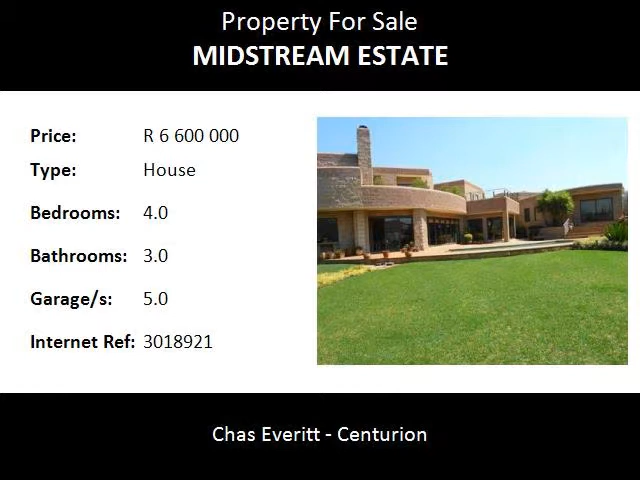 Property For Sale
MIDSTREAM ESTATE
Price: R 6 600 000
Type: House
Bedrooms: 4.0
Bathrooms: 3.0
Garage/s: 5.0
Internet Ref: 3018921
Chas Everitt - Centurion